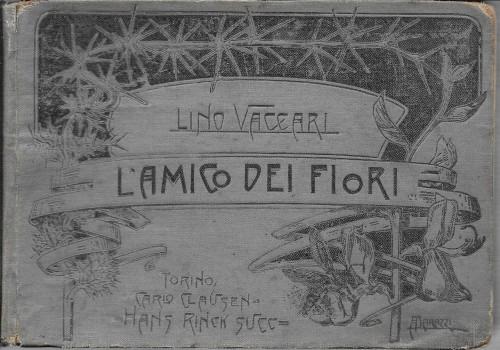 LINO VACCARI
L'AMICO DEI FIORI
TORINO,
CARLO CLAUSEN
HANS RINCK SUCC=